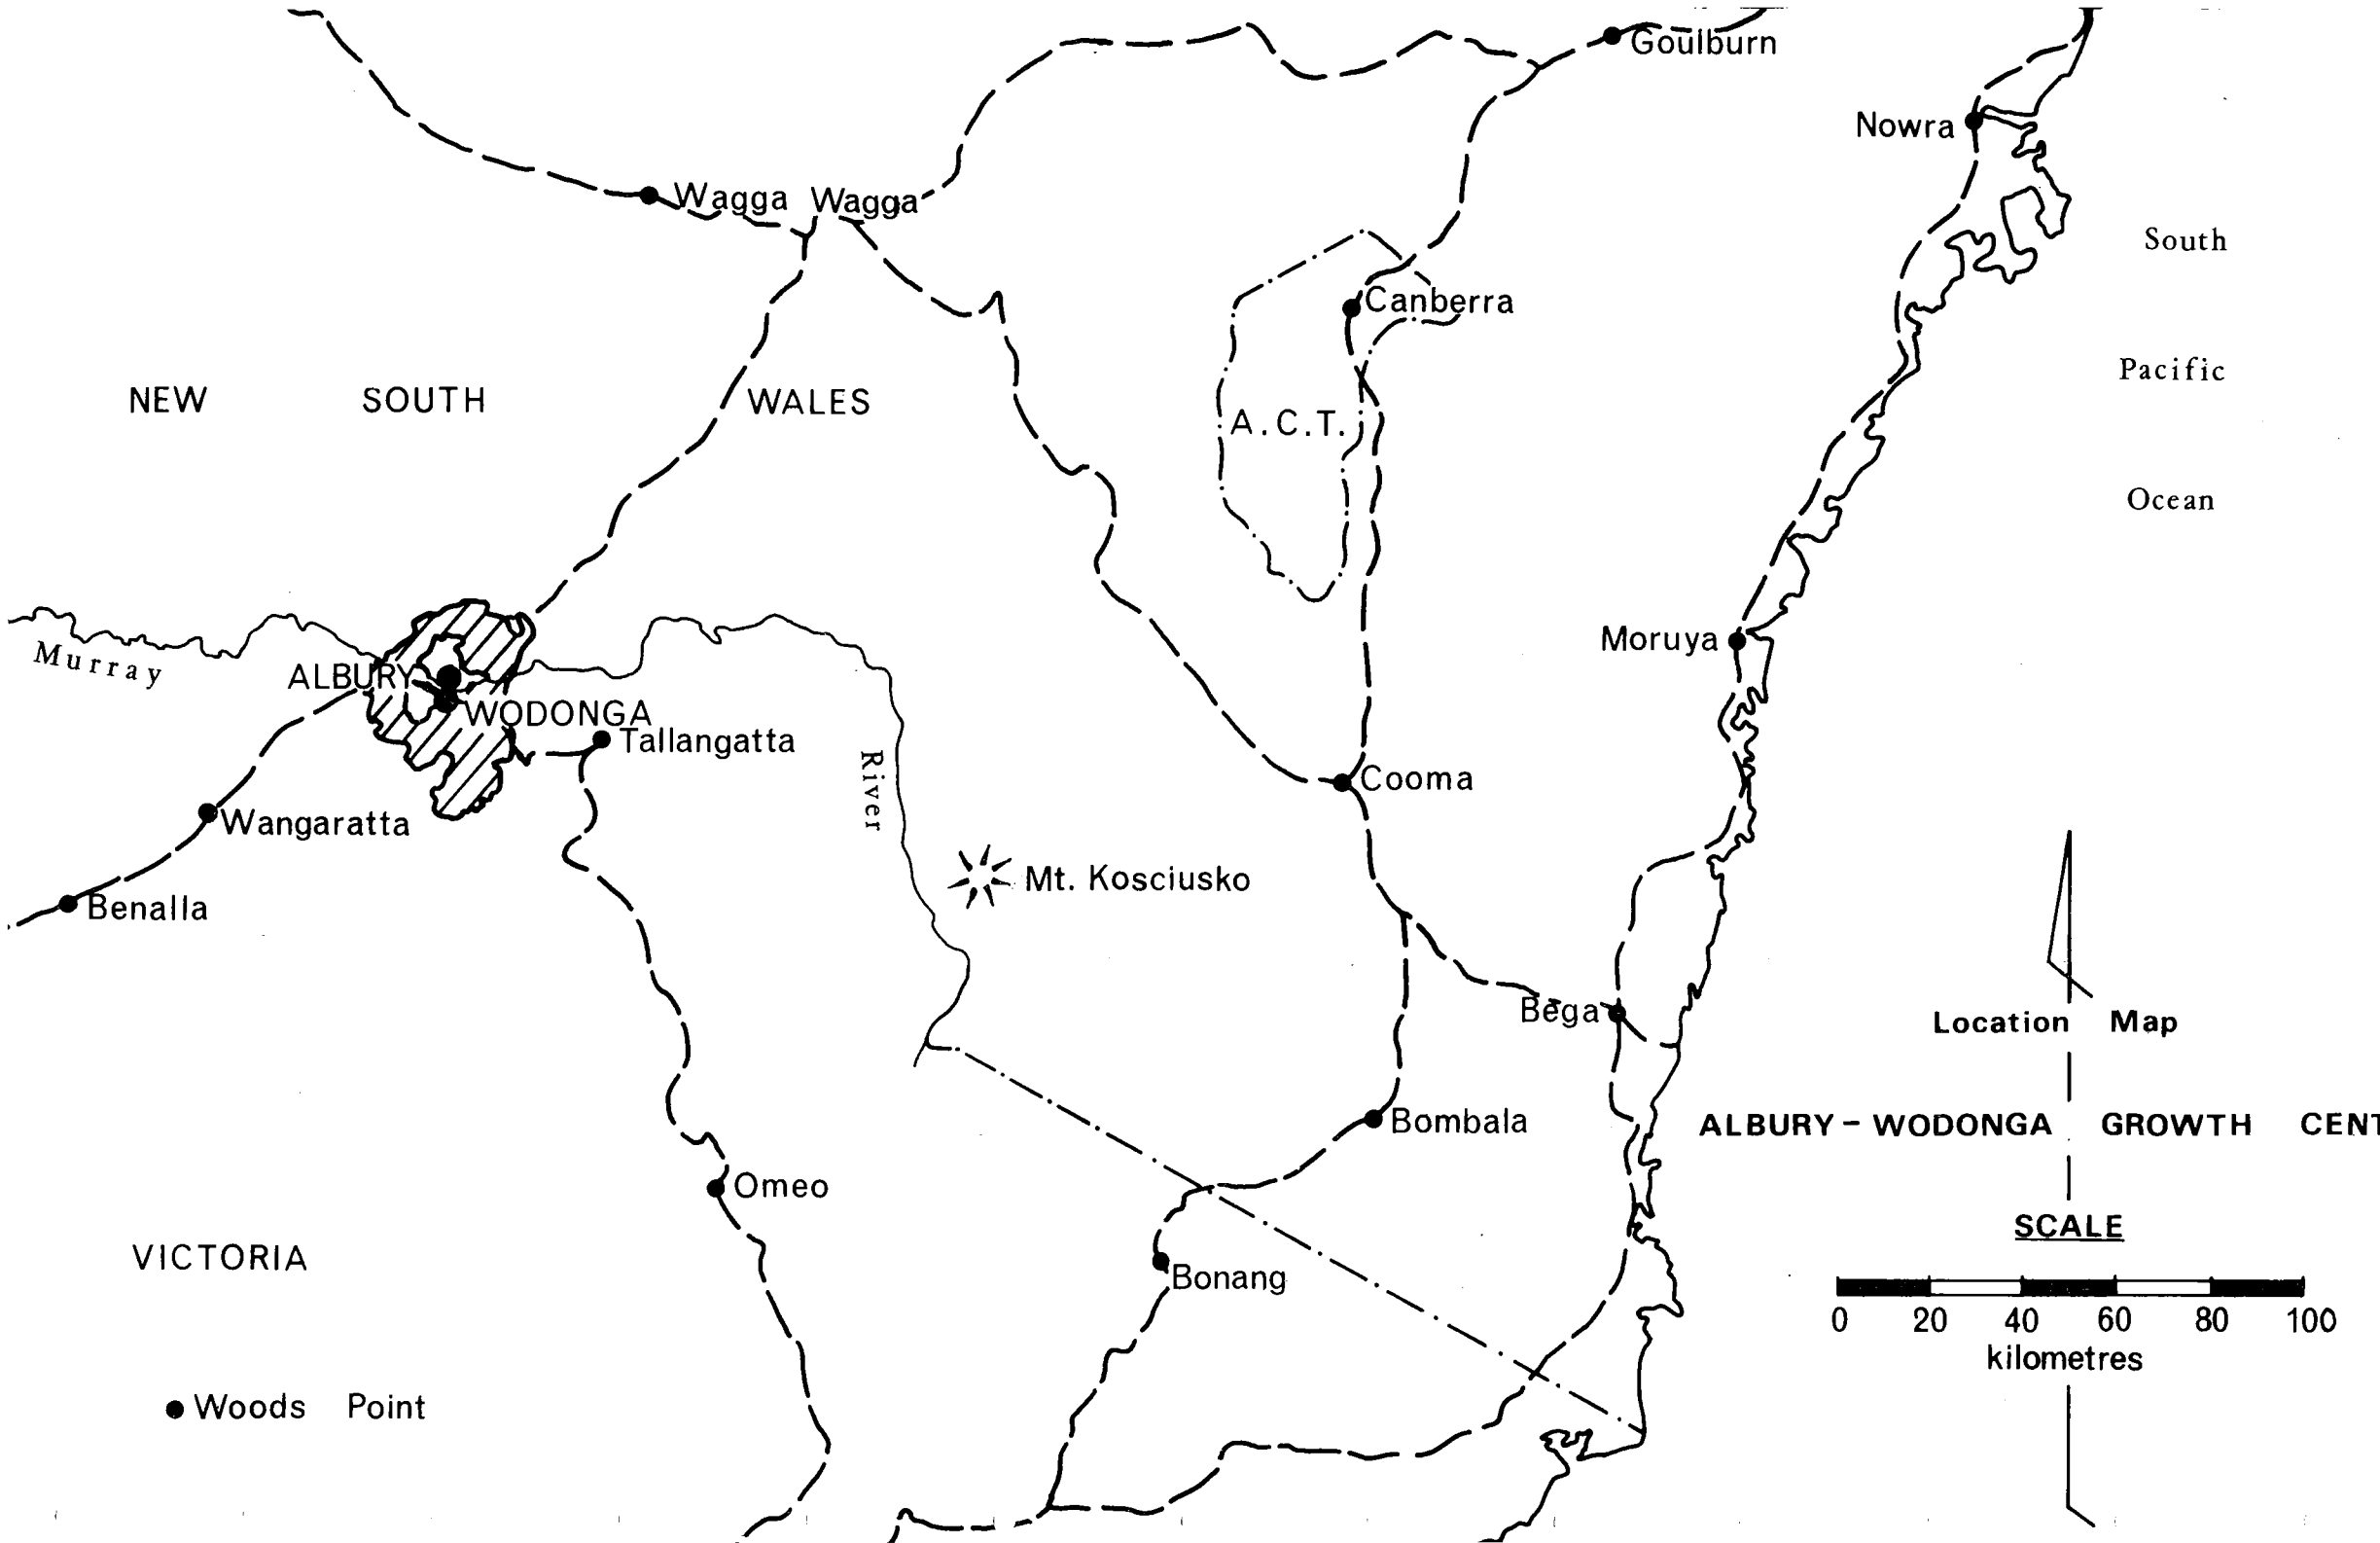 Goulburn
Nowra
Wagga Wagga
South
Canberra
Pacific
NEW SOUTH WALES
A.C.T.
Ocean
Murray
Moruya
ALBURY
WODONGA
Tallangatta
River
Cooma
Wangaratta
Mt. Kosciusko
Benalla
Bega
Location Map
Bombala
ALBURY – WODONGA GROWTH CENT
Omeo
SCALE
VICTORIA
Bonang
0 20 40 60 80 100
kilometres
Woods Point